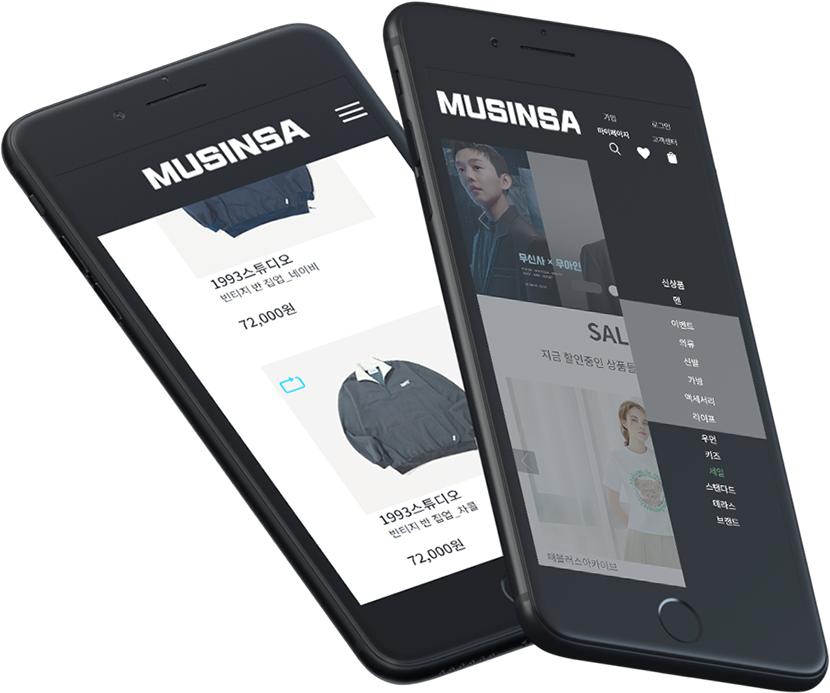 MUSINSA
1993스튜디오
빈티지 반 집업_네이비
72,000원
1993스튜디오
빈티지 반 집업_차콜
72,000원
MUSINSA
가입
로그인
마이페이지
고객센터
무신사 × 무아인
신상품
맨
이벤트
의류
신발
가방
액세서리
라이프
우먼
키즈
세일
스탠다드
테라스
브랜드
SAL
지금 할인중인 상품들
떼블러스아카이브